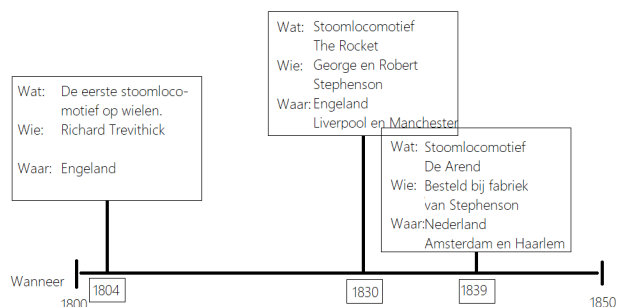 Wat: De eerste stoomloco-
motief op wielen.
Wie: Richard Trevithick
Waar: Engeland
Wat: Stoomlocomotief
The Rocket
Wie: George en Robert
Stephenson
Waar: Engeland
Liverpool en Manchester
Wat: Stoomlocomotief
De Arend
Wie: Besteld bij fabriek
van Stephenson
Waar: Nederland
Amsterdam en Haarlem
Wanneer
1800
1804
1830
1839
1850